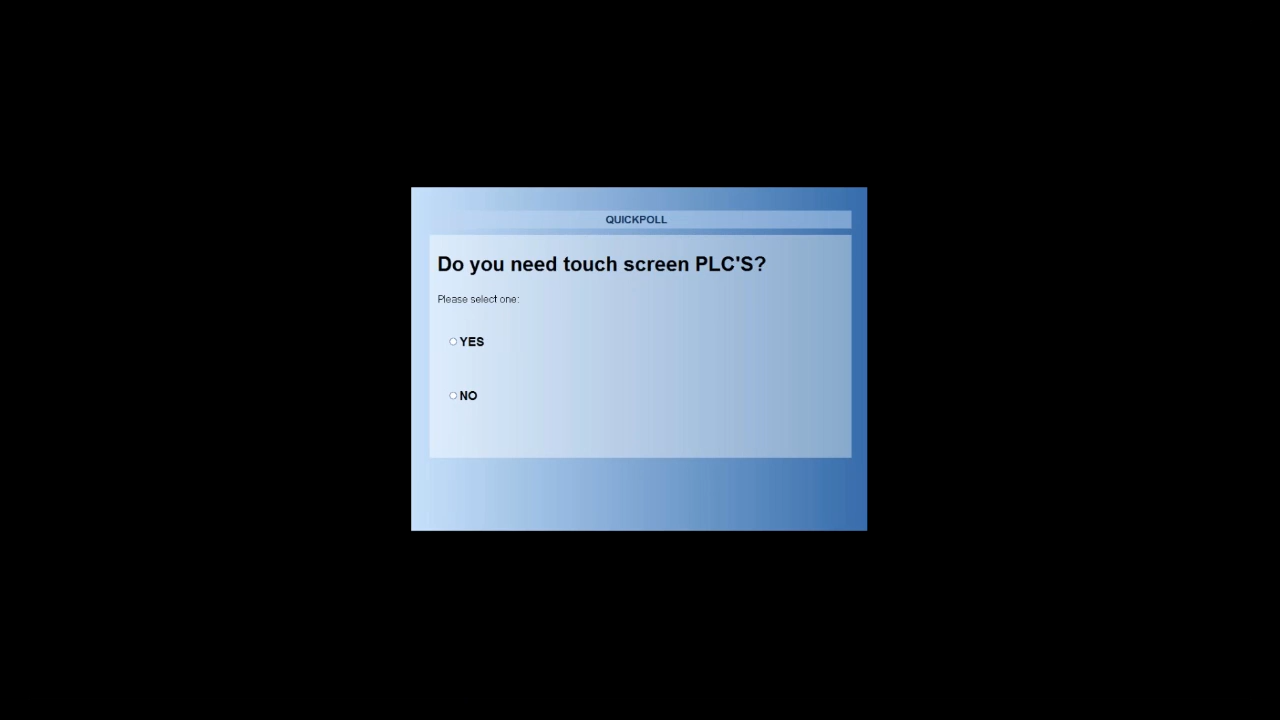 QUICKPOLL
Do you need touch screen PLC'S?
Please select one:
YES
NO